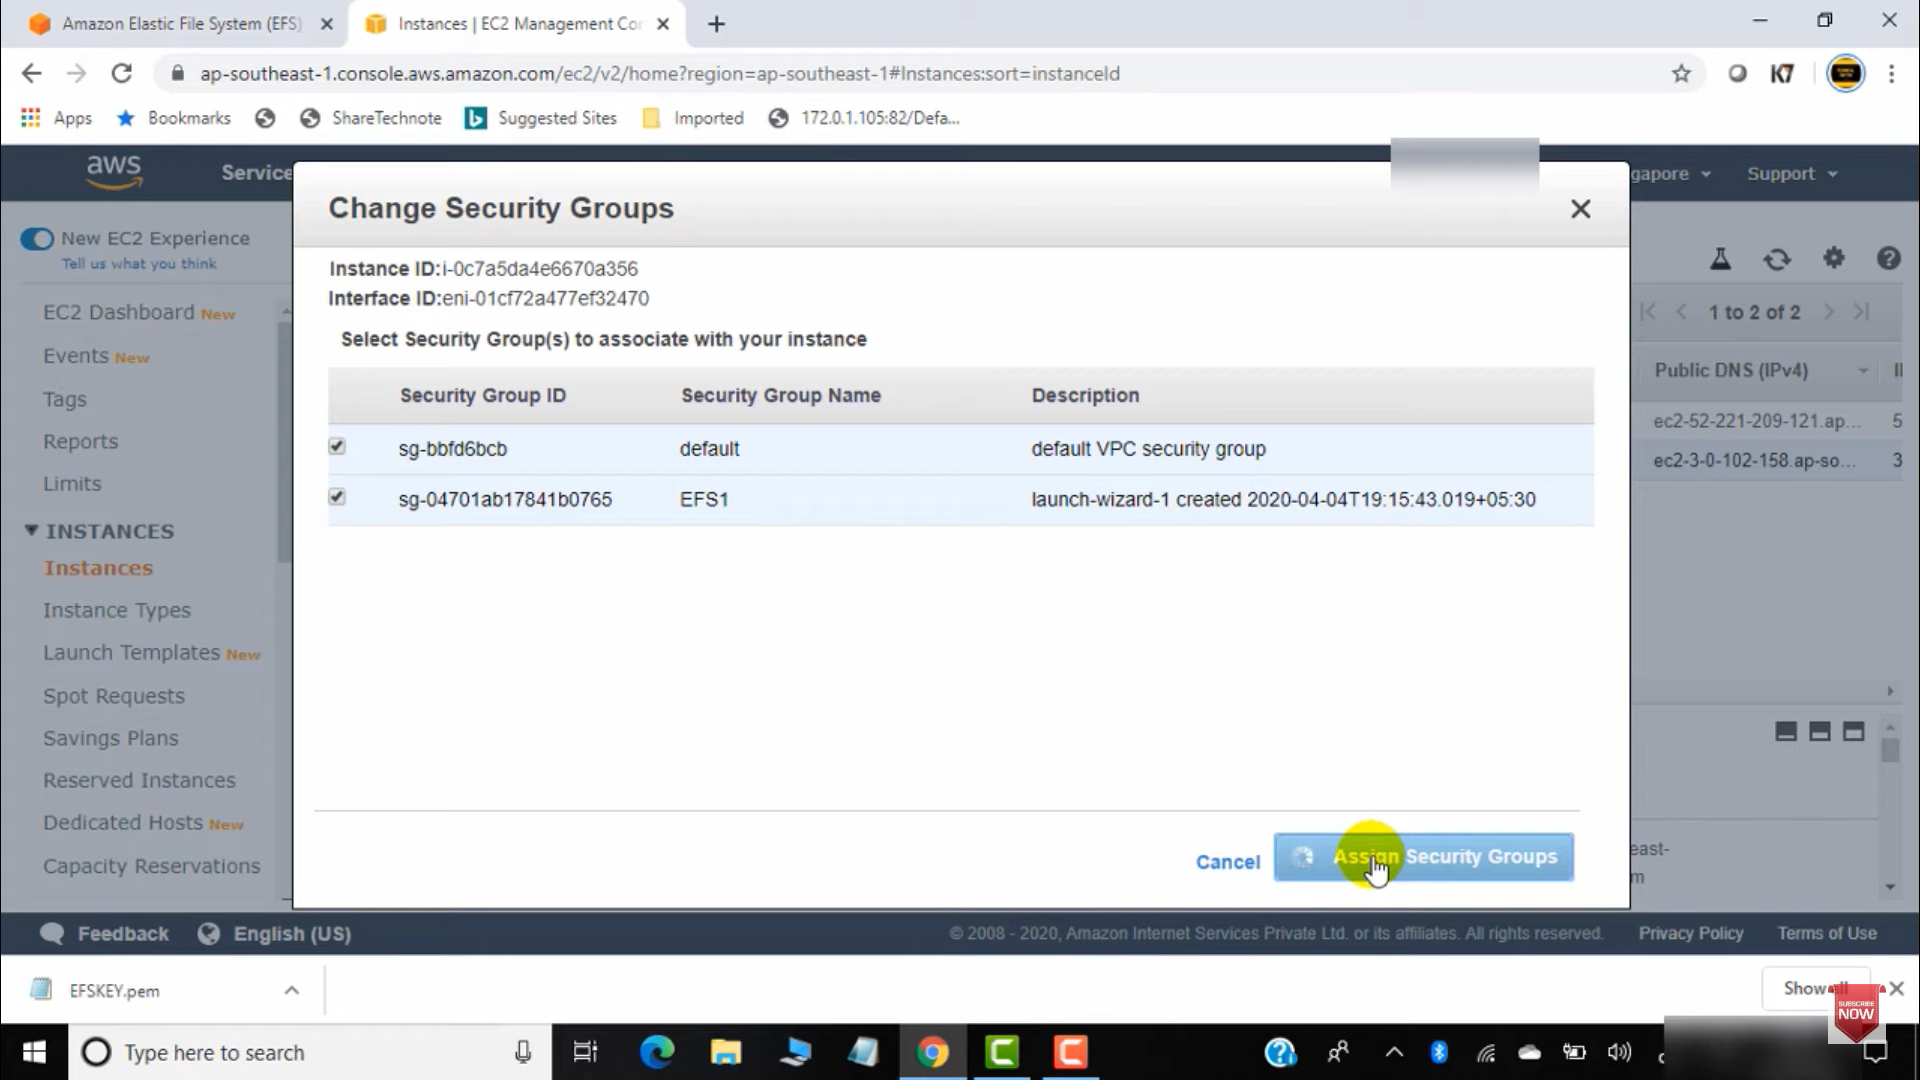 Amazon Elastic File System (EFS)
Instances | EC2 Management Con
ap-southeast-1.console.aws.amazon.com/ec2/v2/home?region=ap-southeast-1#Instances:sort=instanceId
K7
Apps
Bookmarks
ShareTechnote
Suggested Sites
Imported
172.0.1.105:82/Defa...
aws
Service
gapore
Support
Change Security Groups
New EC2 Experience
Tell us what you think
Instance ID:i-0c7a5da4e6670a356
Interface ID:eni-01cf72a477ef32470
Select Security Group(s) to associate with your instance
Security Group ID Security Group Name Description
sg-bbfd6bcb default default VPC security group
sg-04701ab17841b0765 EFS1 launch-wizard-1 created 2020-04-04T19:15:43.019+05:30
Cancel
Assign Security Groups
EC2 Dashboard New
Events New
Tags
Reports
Limits
INSTANCES
Instances
Instance Types
Launch Templates New
Spot Requests
Savings Plans
Reserved Instances
Dedicated Hosts New
Capacity Reservations
1 to 2 of 2
Public DNS (IPv4)
ec2-52-221-209-121.ap... 5
ec2-3-0-102-158.ap-so... 3
east-
m
Feedback
English (US)
© 2008 - 2020, Amazon Internet Services Private Ltd. or its affiliates. All rights reserved.
Privacy Policy
Terms of Use
EFSKEY.pem
Show all
SUBSCRIBE
NOW
Type here to search